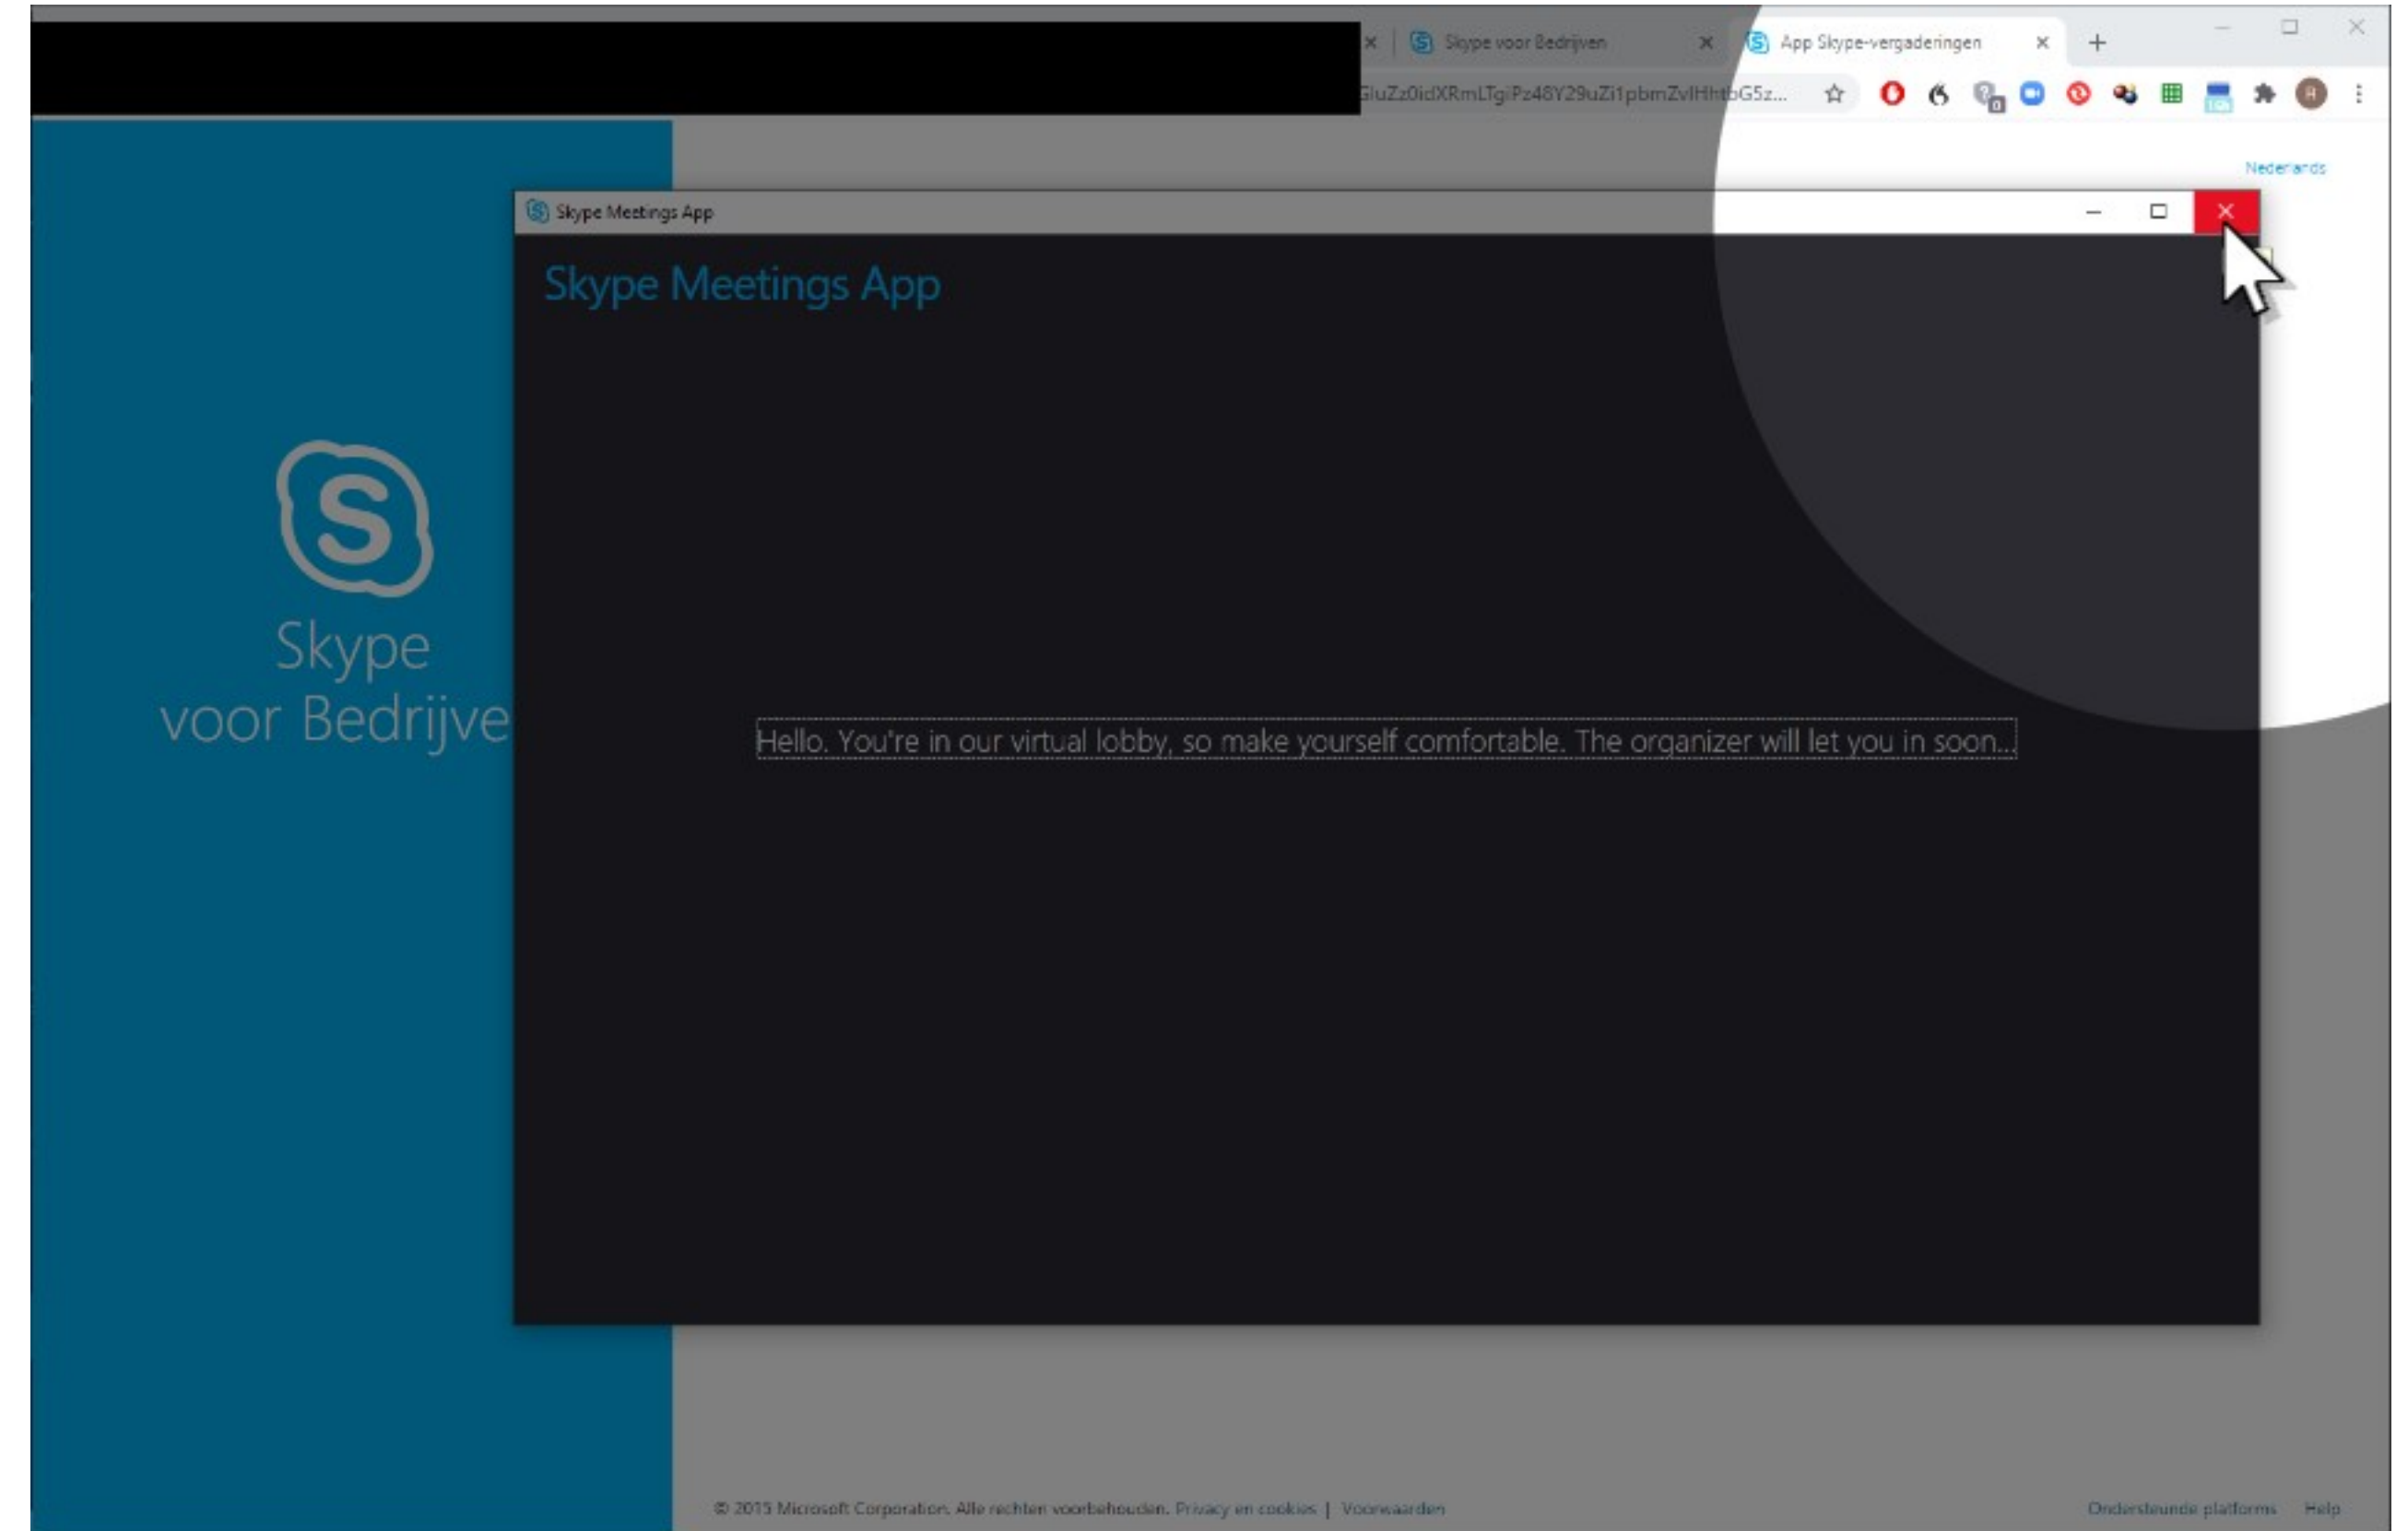 Skype voor Bedrijven
App Skype-vergaderingen
Nederlands
Skype Meetings App
Skype Meetings App
Skype
voor Bedrijve
Hello. You're in our virtual lobby, so make yourself comfortable. The organizer will let you in soon...
© 2015 Microsoft Corporation. Alle rechten voorbehouden. Privacy en cookies | Voorwaarden
Ondersteunde platforms Help